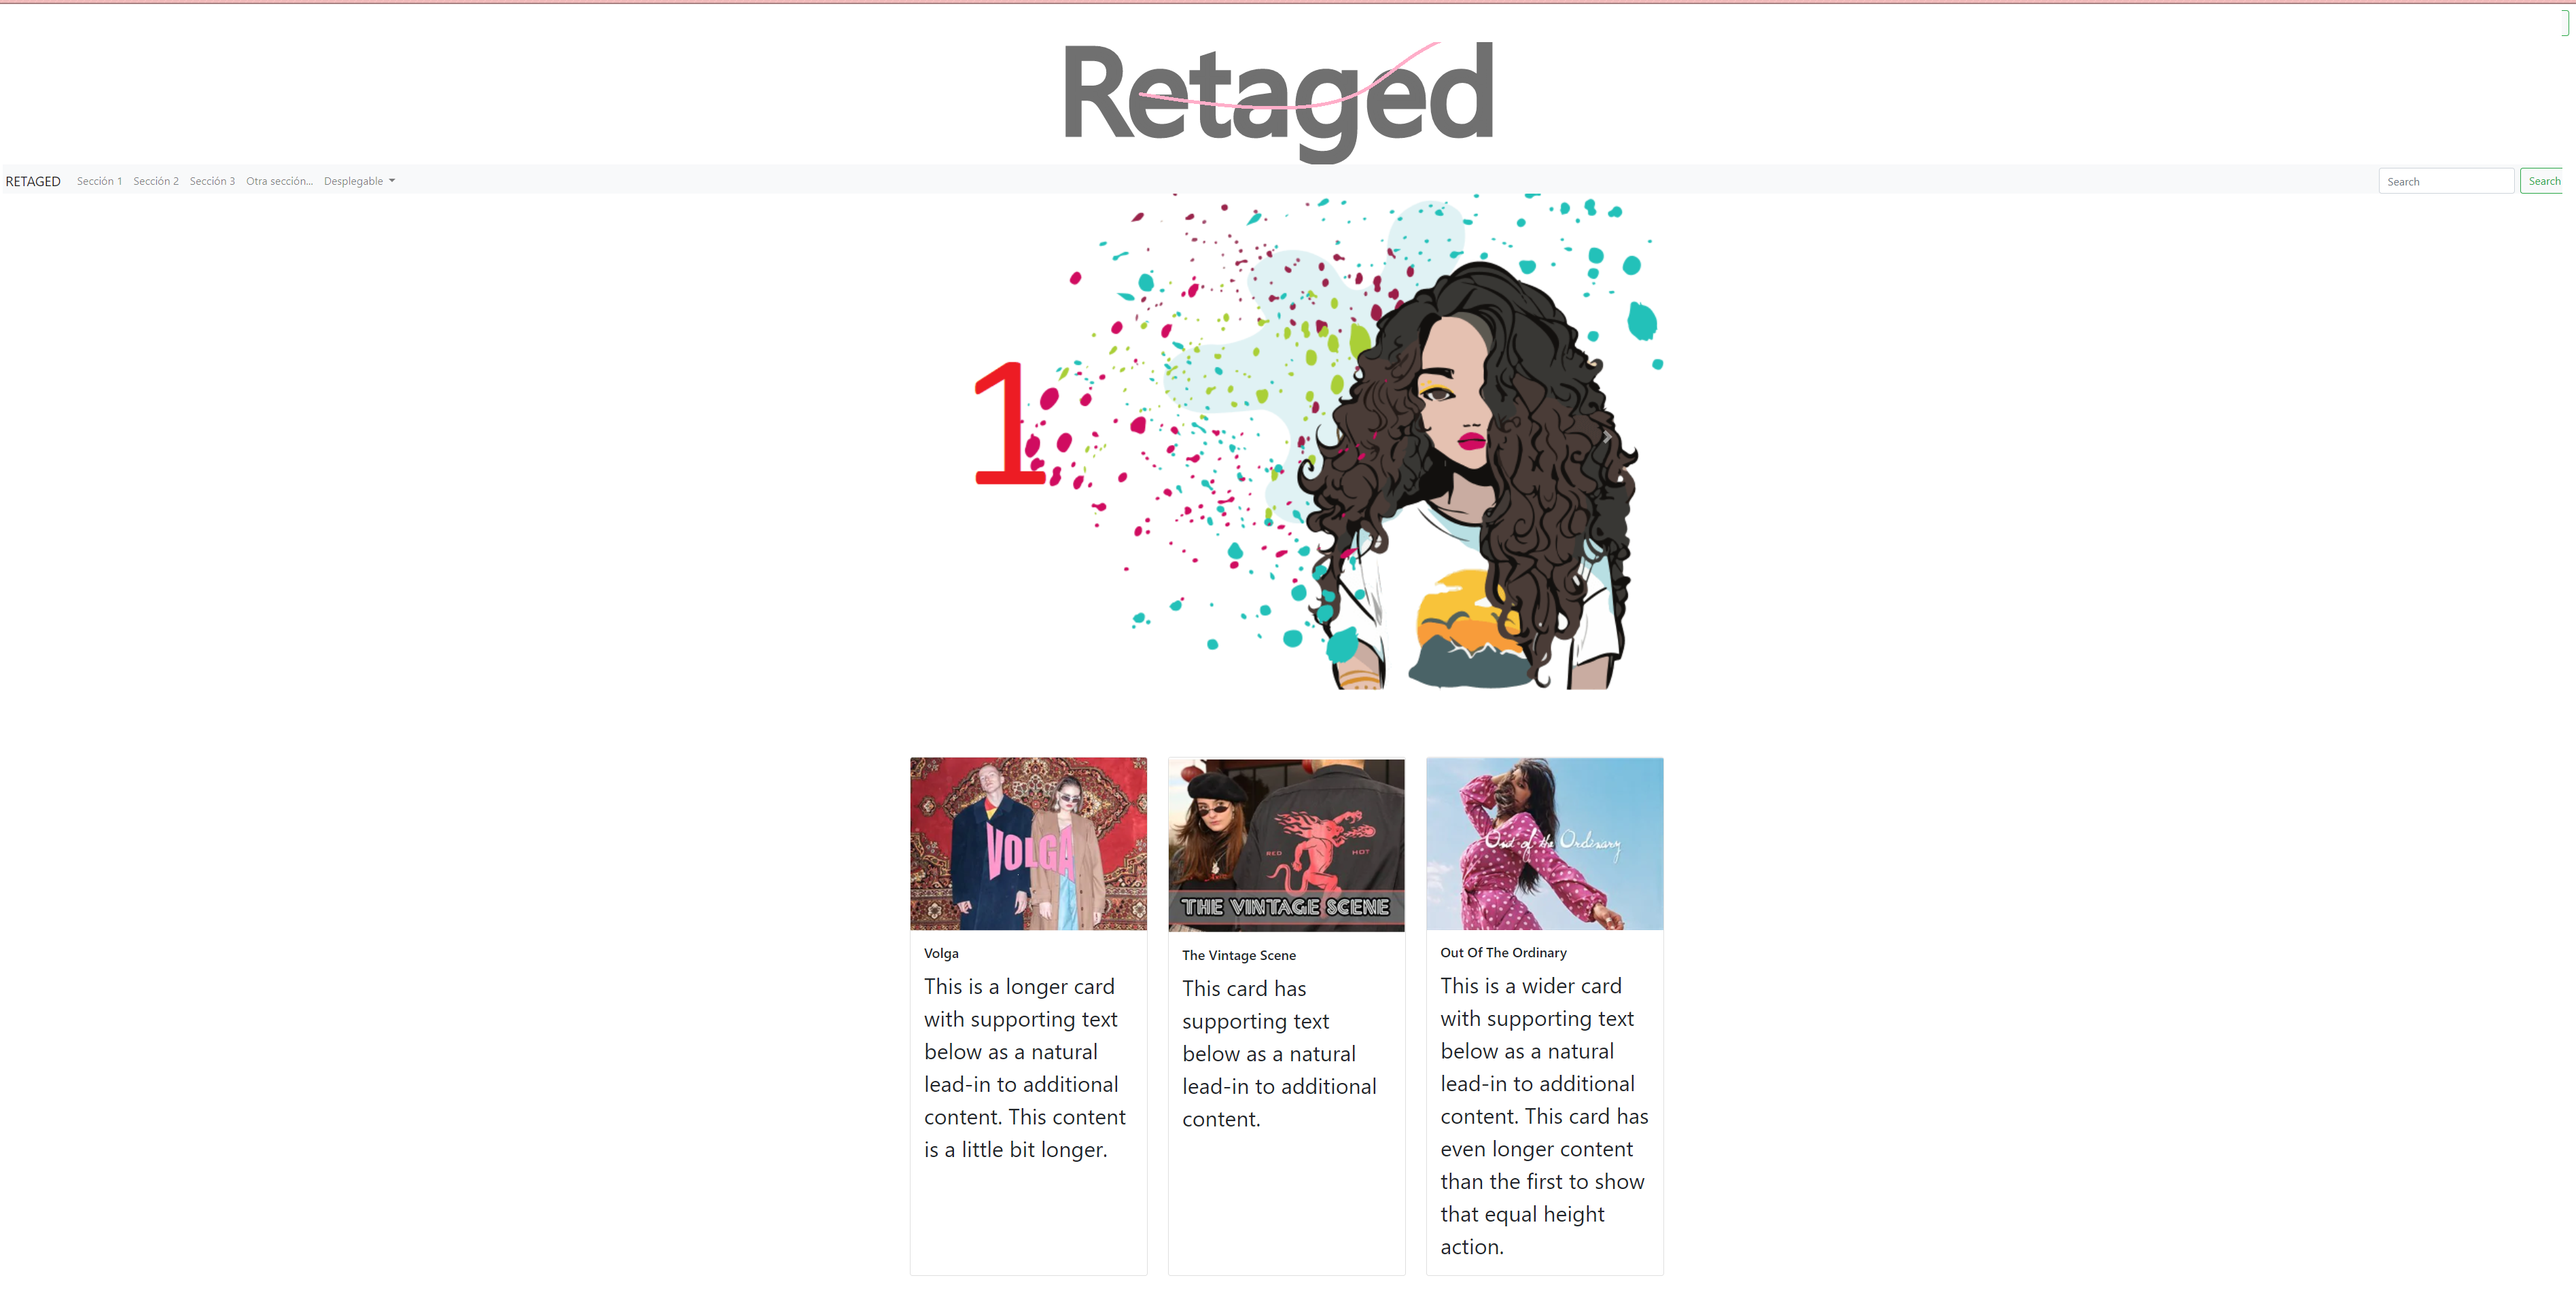 Retaged
RETAGED Sección 1 Sección 2 Sección 3 Otra sección... Desplegable Search Search
1
VOLGA
Volga
This is a longer card
with supporting text
below as a natural
lead-in to additional
content. This content
is a little bit longer.
RED HOT
THE VINTAGE SCENE
The Vintage Scene
This card has
supporting text
below as a natural
lead-in to additional
content.
Out of the Ordinary
Out Of The Ordinary
This is a wider card
with supporting text
below as a natural
lead-in to additional
content. This card has
even longer content
than the first to show
that equal height
action.